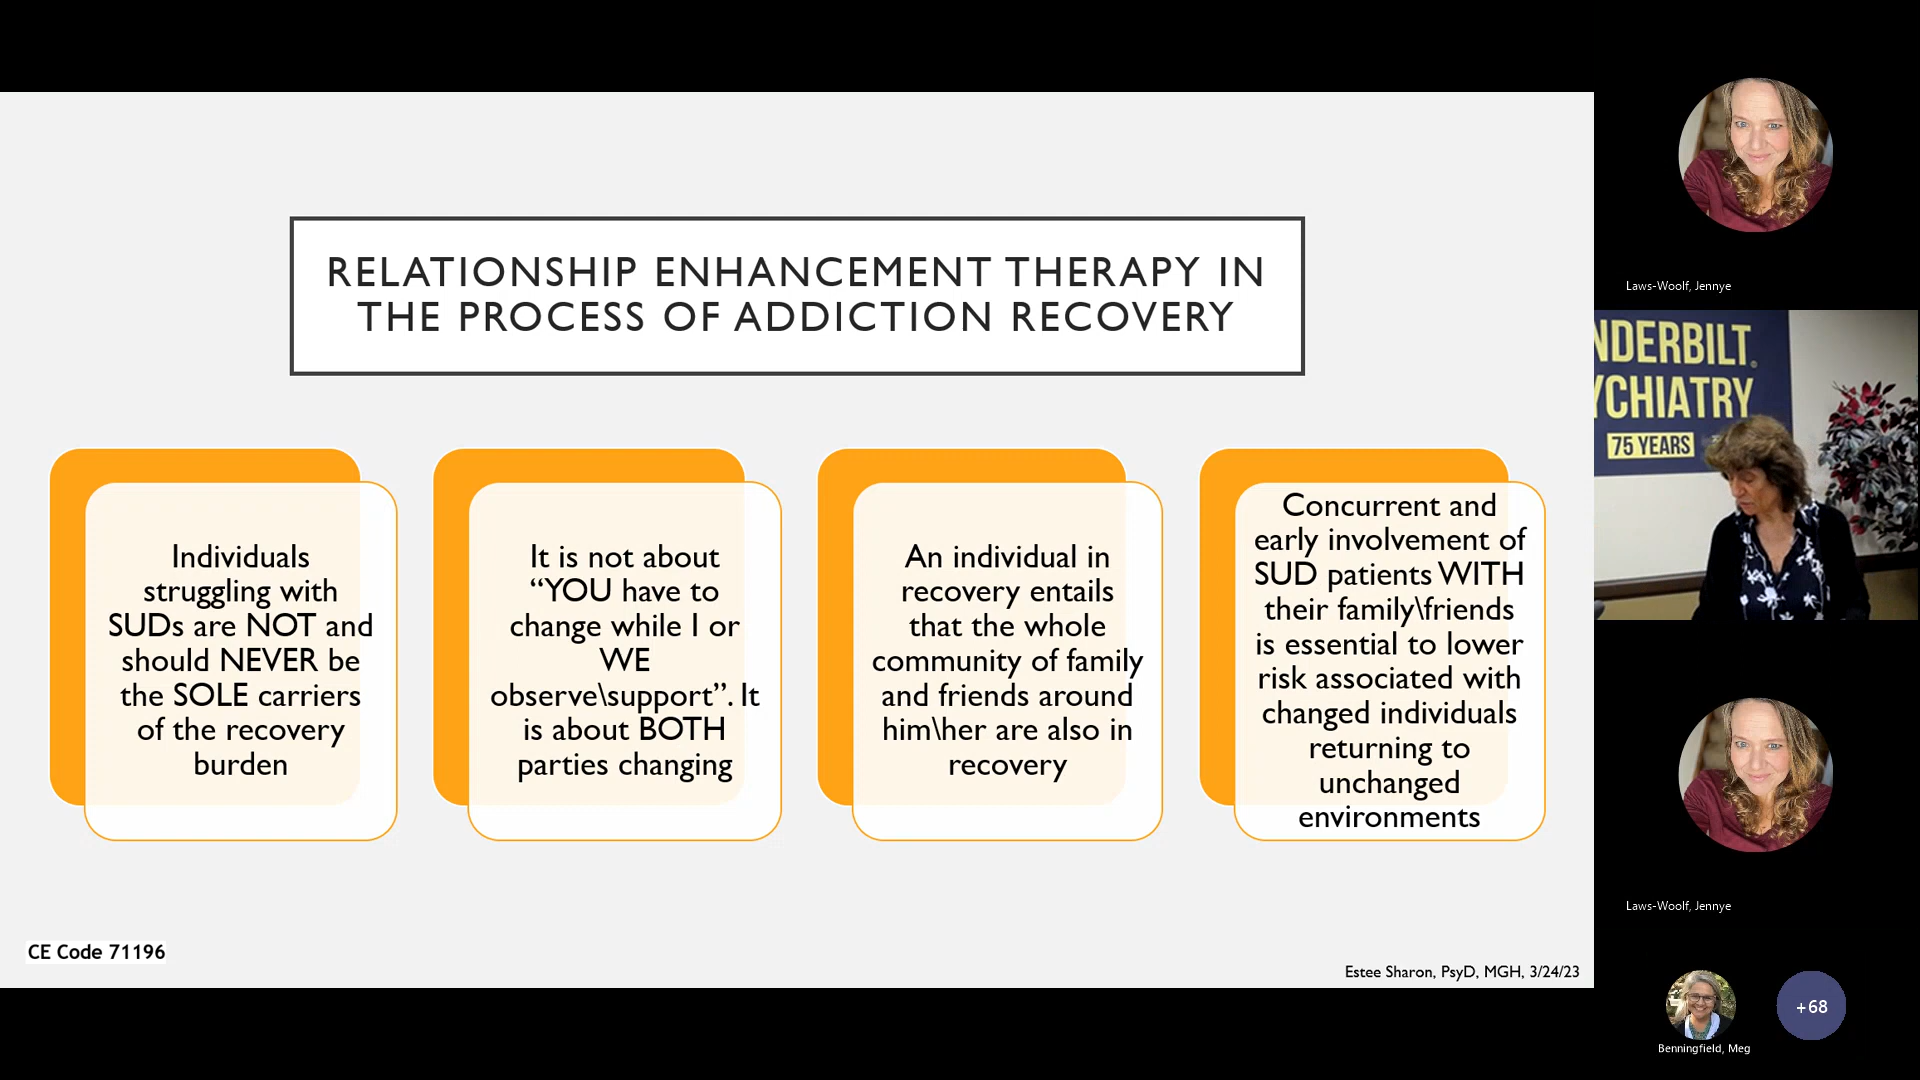 RELATIONSHIP ENHANCEMENT THERAPY IN
THE PROCESS OF ADDICTION RECOVERY
Individuals
struggling with
SUDs are NOT and
should NEVER be
the SOLE carriers
of the recovery
burden
It is not about
“YOU have to
change while I or
WE
observe\support”. It
is about BOTH
parties changing
An individual in
recovery entails
that the whole
community of family
and friends around
him\her are also in
recovery
Concurrent and
early involvement of
SUD patients WITH
their family\friends
is essential to lower
risk associated with
changed individuals
returning to
unchanged
environments
CE Code 71196
Estee Sharon, PsyD, MGH, 3/24/23
Laws-Woolf, Jennye
NDERBILT
YCHIATRY
75 YEARS
Laws-Woolf, Jennye
Benningfield, Meg
+68